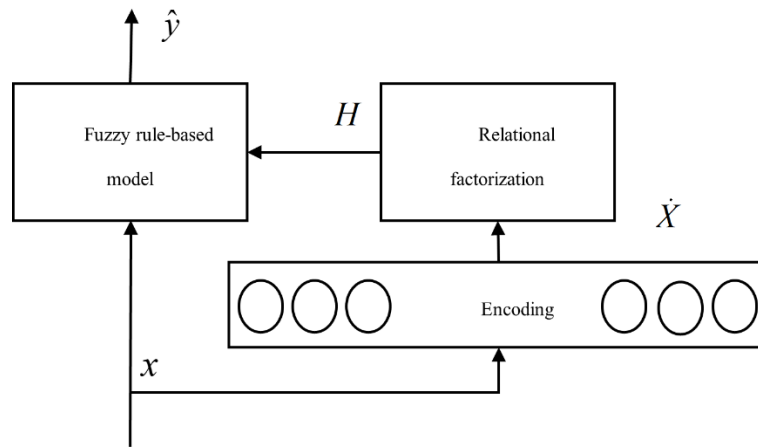 ŷ
Fuzzy rule-based
model
H
Relational
factorization
Ẋ
Encoding
x